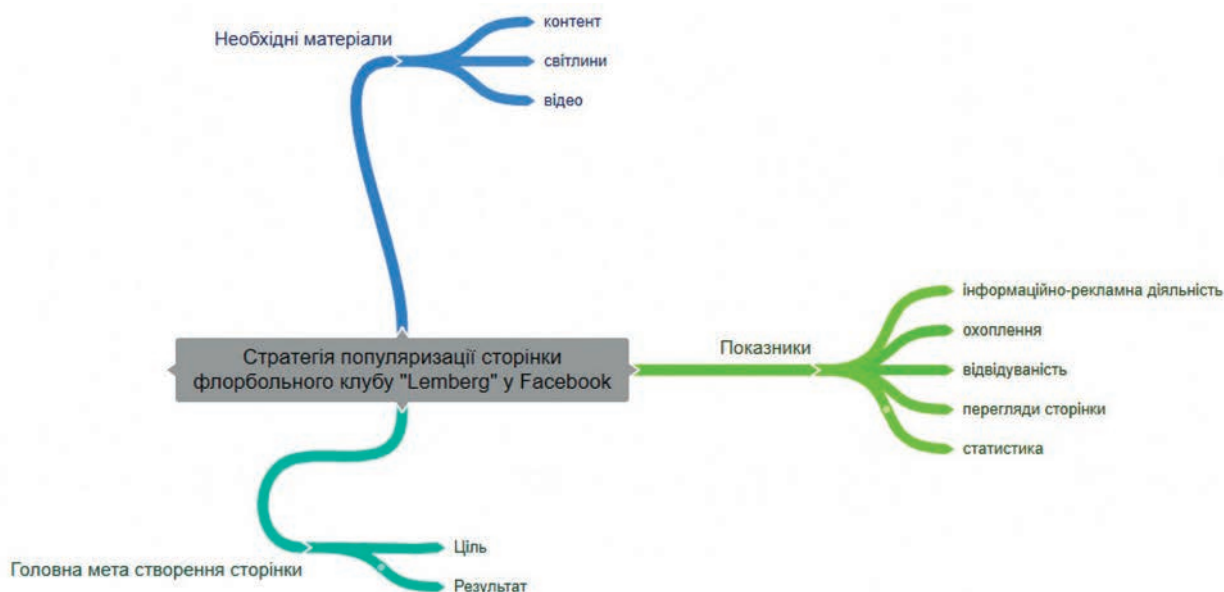 Необхідні матеріали
контент
світлини
відео
Стратегія популяризації сторінки
флорбольного клубу "Lemberg" у Facebook
Показники
інформаційно-рекламна діяльність
охоплення
відвідуваність
перегляди сторінки
статистика
Головна мета створення сторінки
Ціль
Результат